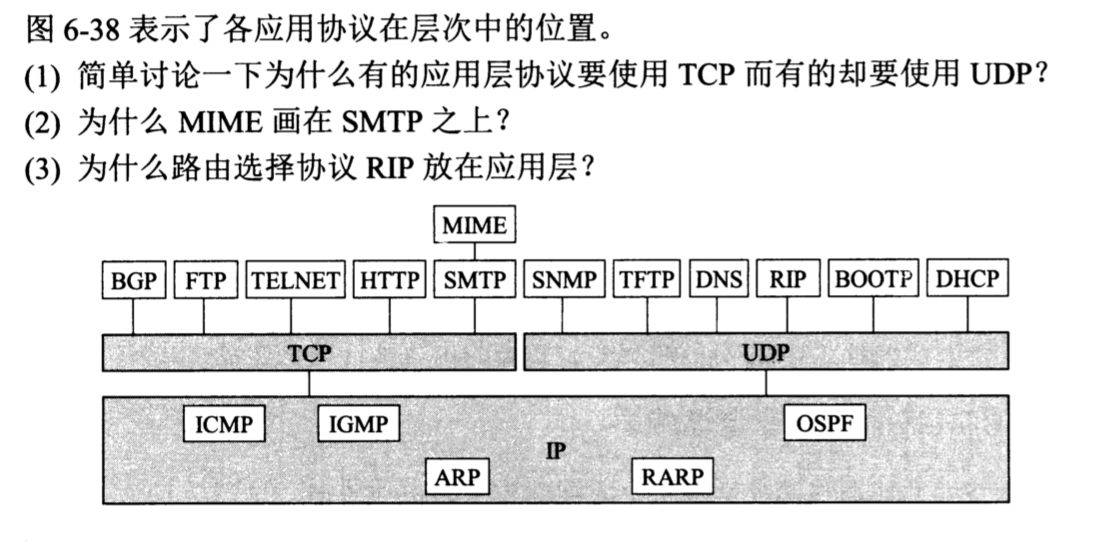 图 6-38 表示了各应用协议在层次中的位置。
(1) 简单讨论一下为什么有的应用层协议要使用 TCP 而有的却要使用 UDP？
(2) 为什么 MIME 画在 SMTP 之上？
(3) 为什么路由选择协议 RIP 放在应用层？
MIME
BGP FTP TELNET HTTP SMTP SNMP TFTP DNS RIP BOOTP DHCP
TCP UDP
ICMP IGMP OSPF
IP
ARP RARP